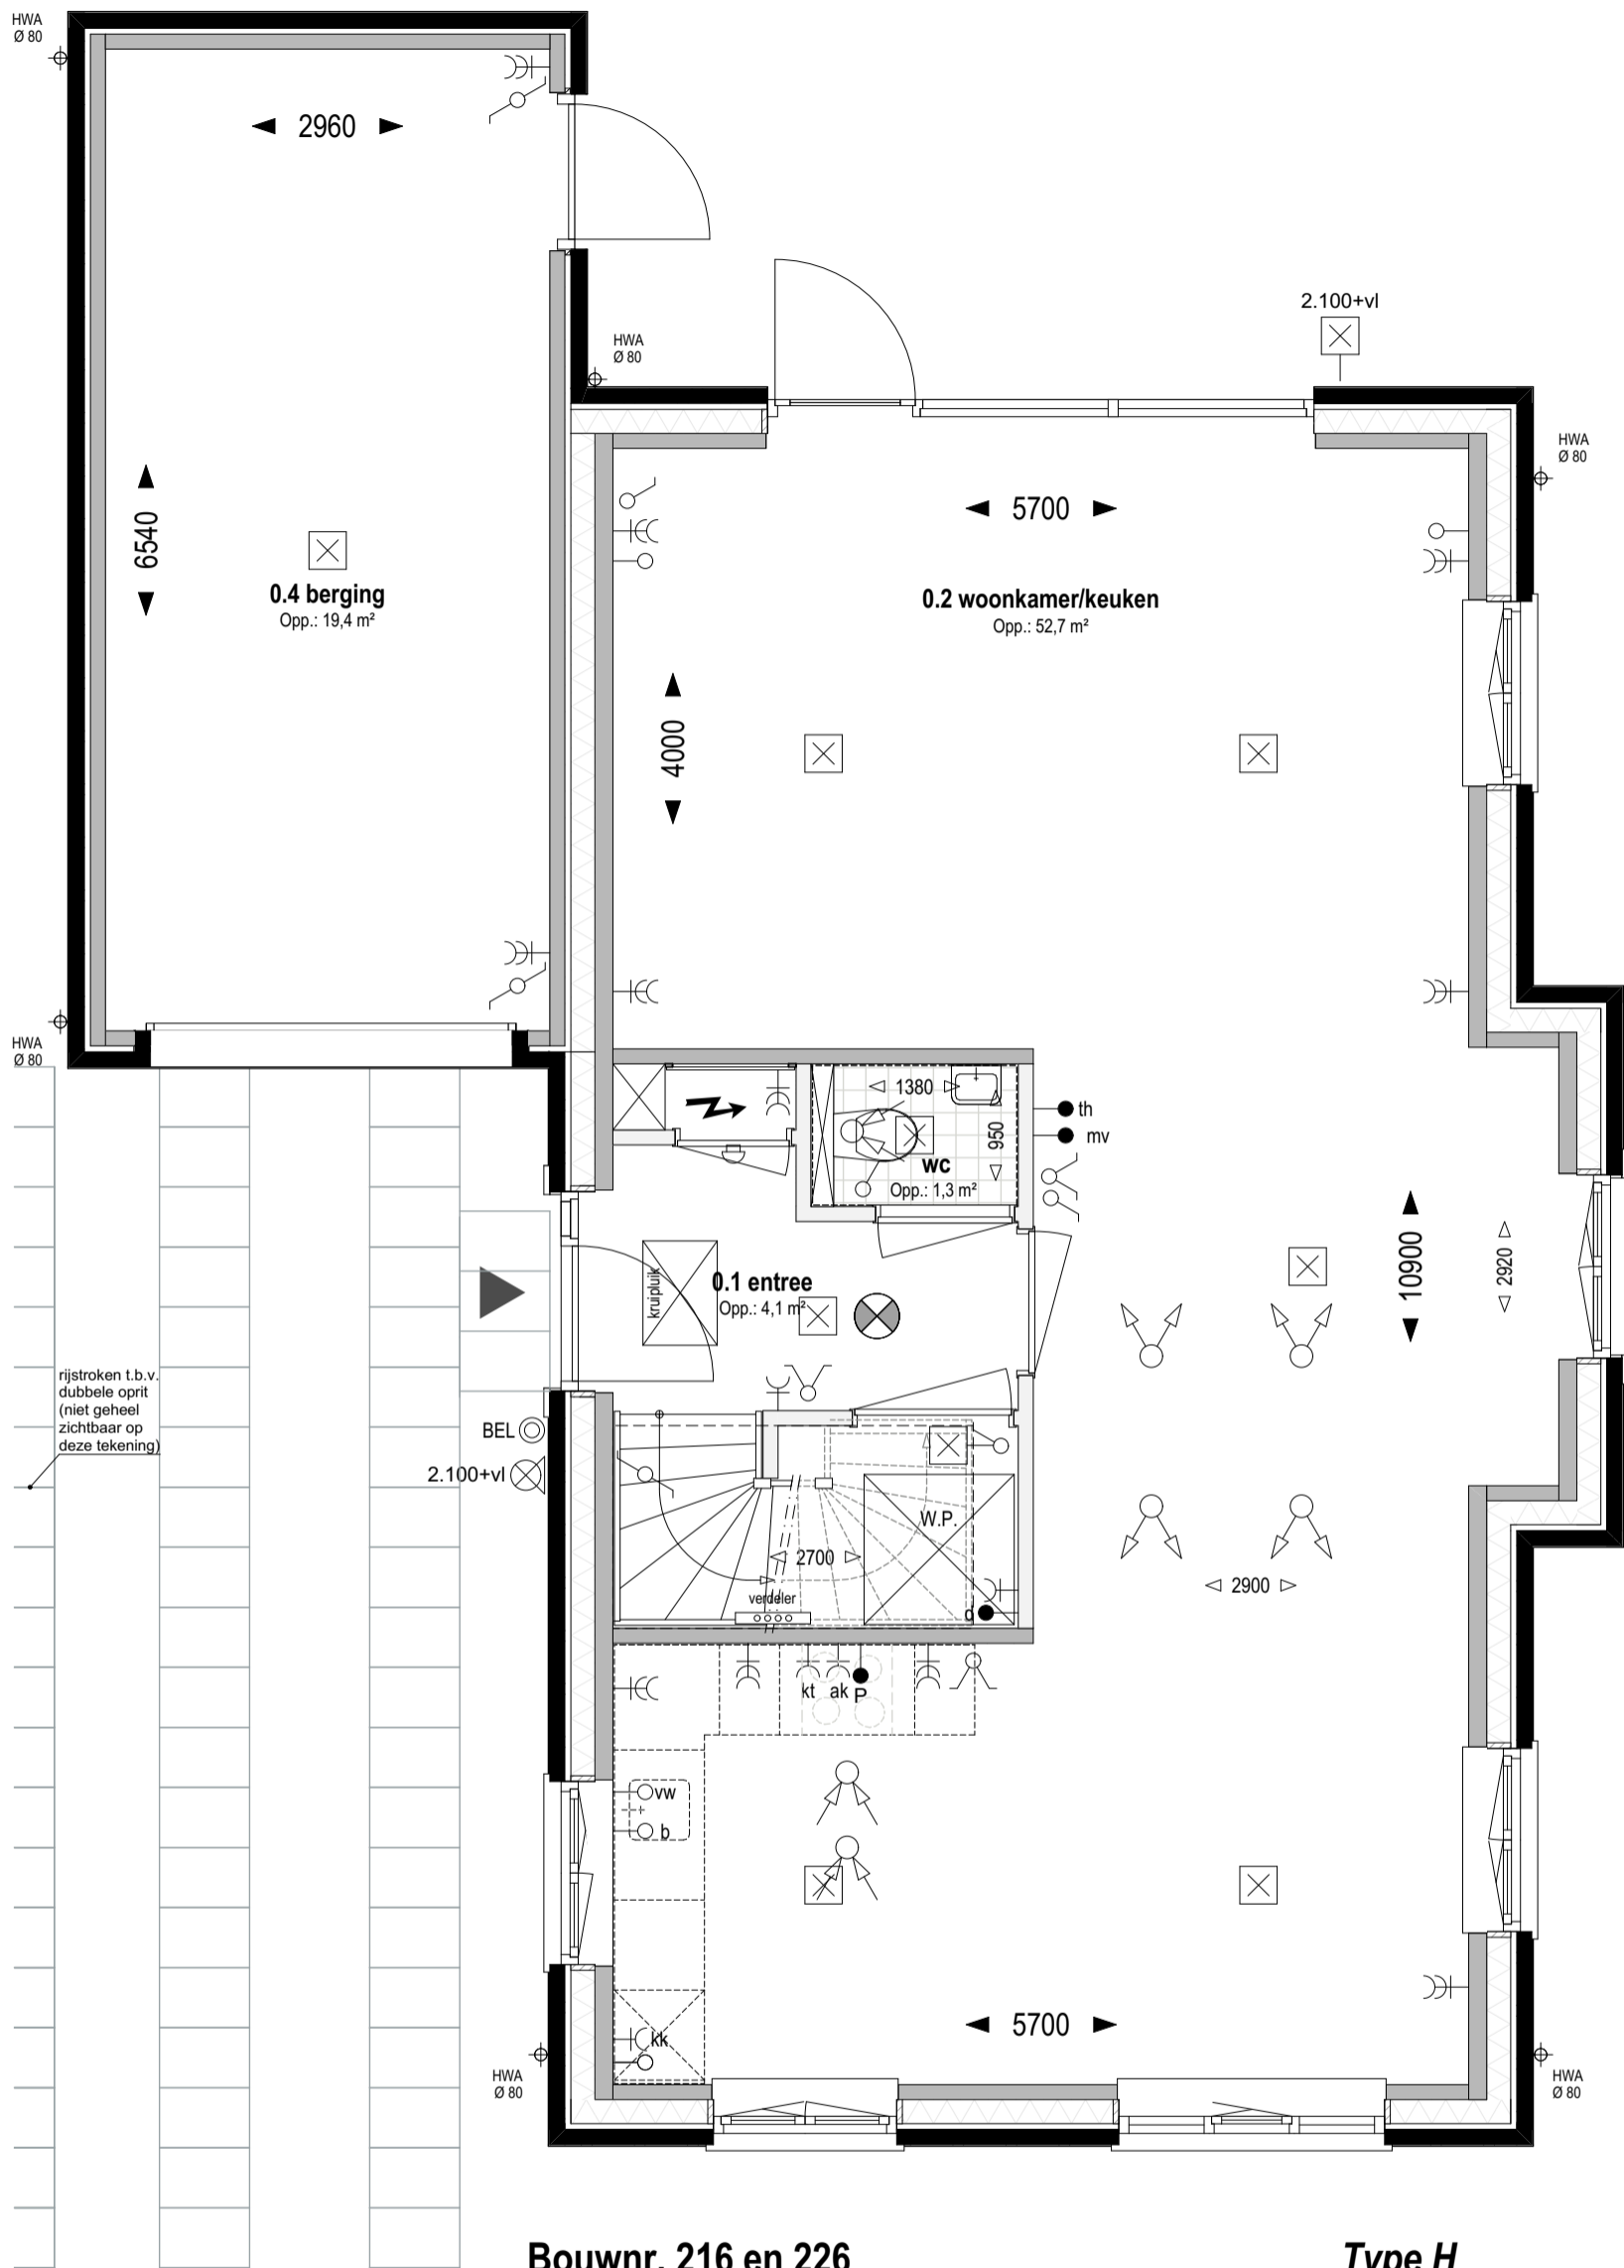 HWA
Ø 80
2960
HWA
Ø 80
2.100+vl
HWA
Ø 80
5700
6540
0.4 berging
Opp.: 19,4 m²
0.2 woonkamer/keuken
Opp.: 52,7 m²
4000
HWA
Ø 80
1380
950
wc
Opp.: 1,3 m²
th
mv
kruipluik
0.1 entree
Opp.: 4,1 m²
10900
2920
rijstroken t.b.v.
dubbele oprit
(niet geheel
zichtbaar op
deze tekening)
BEL
2.100+vl
W.P.
2700
2900
verdeler
d
kt ak P
vw
b
kk
5700
HWA
Ø 80
HWA
Ø 80
Bouwnr. 216 en 226
Type H